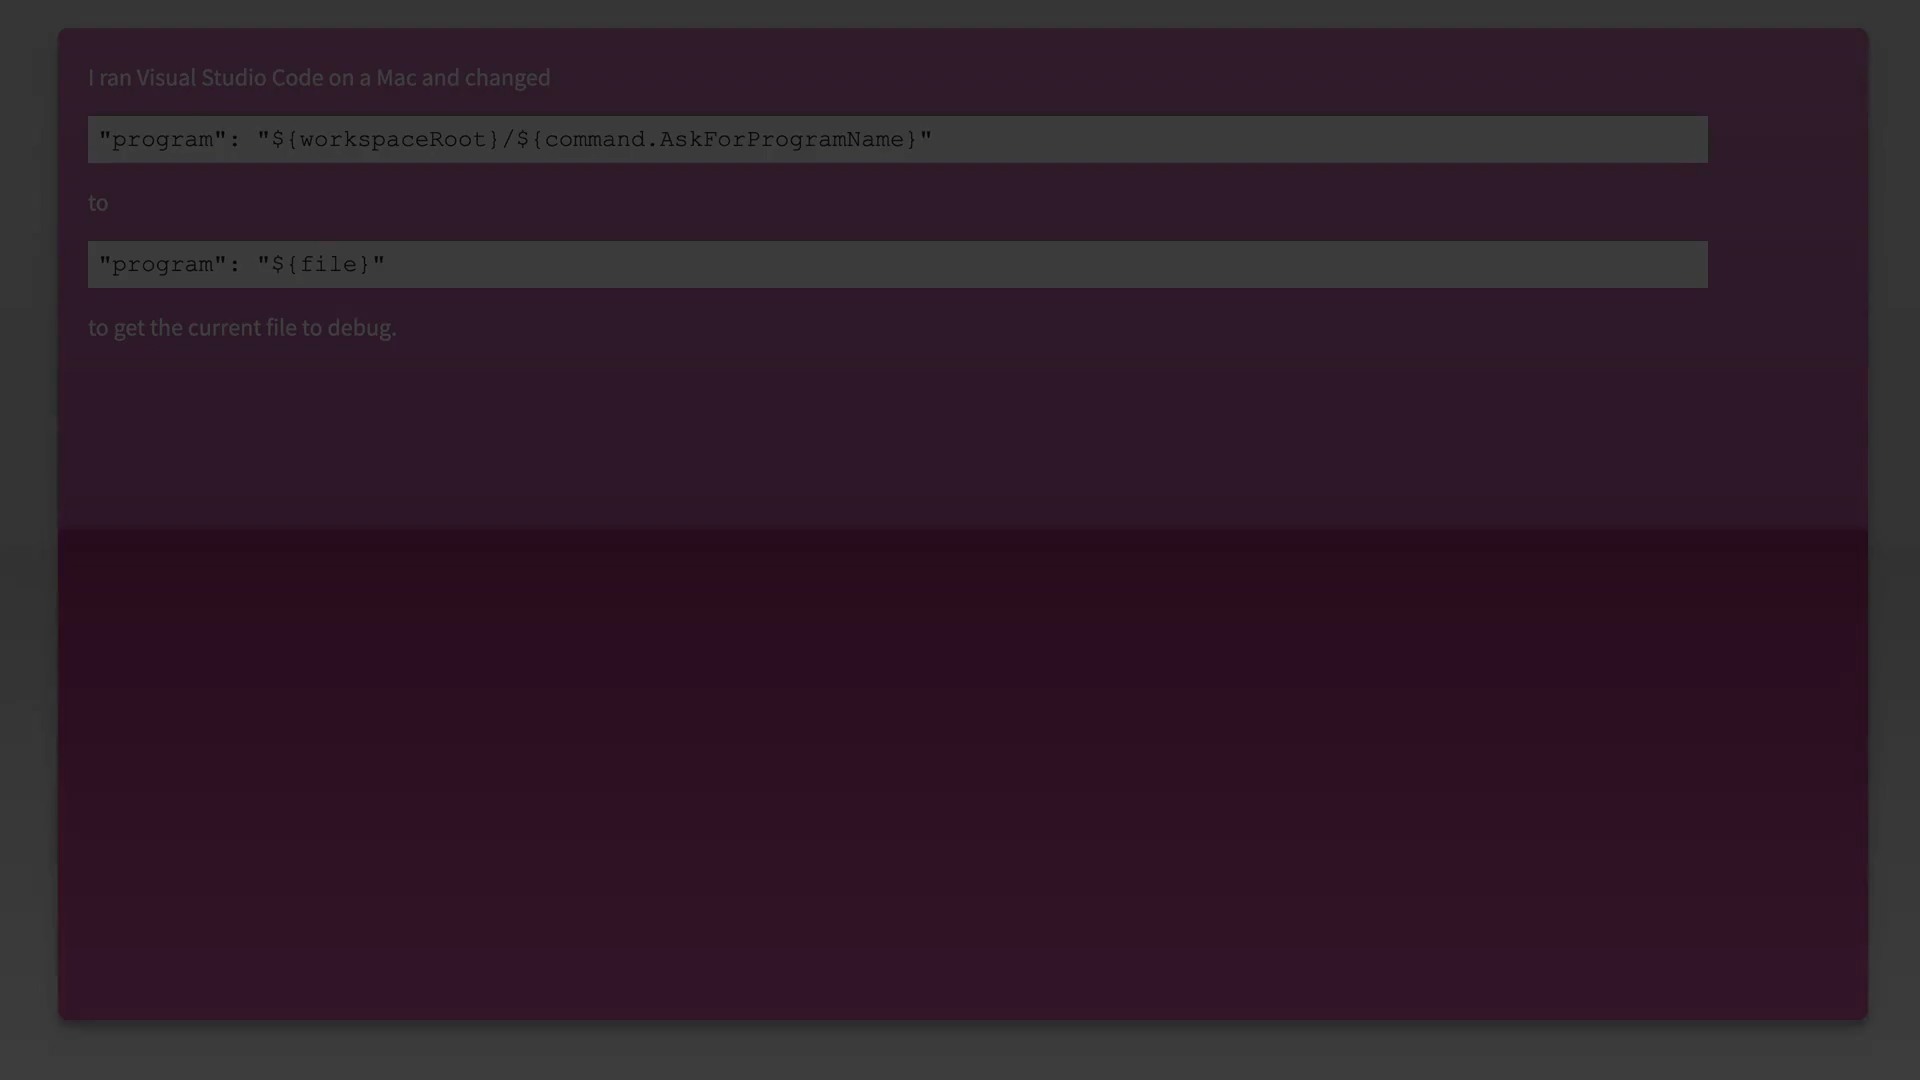 I ran Visual Studio Code on a Mac and changed
"program": "${workspaceRoot}/${command.AskForProgramName}"
to
"program": "${file}"
to get the current file to debug.